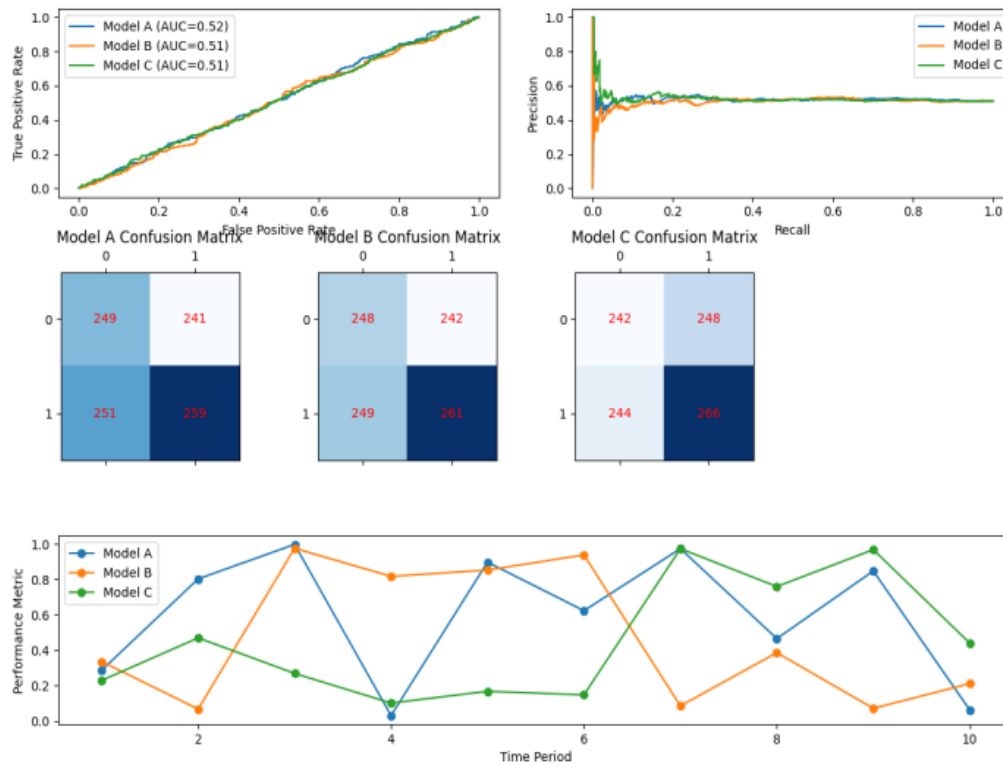 1.0
0.8
0.6
0.4
0.2
0.0
True Positive Rate
Model A (AUC=0.52)
Model B (AUC=0.51)
Model C (AUC=0.51)
0.0 0.2 0.4 0.6 0.8 1.0
False Positive Rate
1.0
0.8
0.6
0.4
0.2
0.0
Precision
Model A
Model B
Model C
0.0 0.2 0.4 0.6 0.8 1.0
Recall
Model A Confusion Matrix
0 1
0 249 241
1 251 259
Model B Confusion Matrix
0 1
0 248 242
1 249 261
Model C Confusion Matrix
0 1
0 242 248
1 244 266
1.0
0.8
0.6
0.4
0.2
0.0
Performance Metric
Model A
Model B
Model C
2 4 6 8 10
Time Period